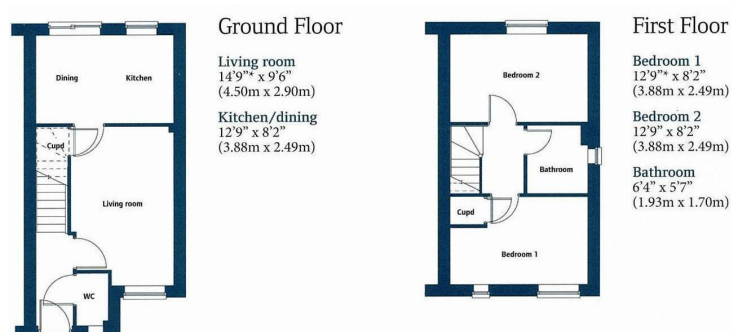 Ground Floor
Living room
14'9"* x 9'6"
(4.50m x 2.90m)
Kitchen/dining
12'9" x 8'2"
(3.88m x 2.49m)
Dining
Kitchen
Cupd
Living room
WC
First Floor
Bedroom 1
12'9"* x 8'2"
(3.88m x 2.49m)
Bedroom 2
12'9" x 8'2"
(3.88m x 2.49m)
Bathroom
6'4" x 5'7"
(1.93m x 1.70m)
Bedroom 2
Bathroom
Cupd
Bedroom 1